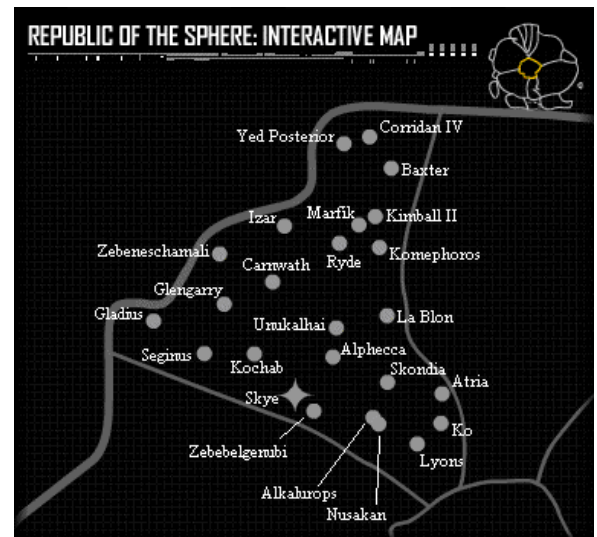 REPUBLIC OF THE SPHERE: INTERACTIVE MAP
Corridan IV
Yed Posterior
Baxter
Izar
Marfik
Kimball II
Zebeneschamali
Ryde
Komephoros
Carnwath
Glengarry
Gladius
Unukalhai
La Blon
Seginus
Kochab
Alphecca
Skondia
Atria
Skye
Zebebelgenubi
Ko
Lyons
Alkalurops
Nusakan